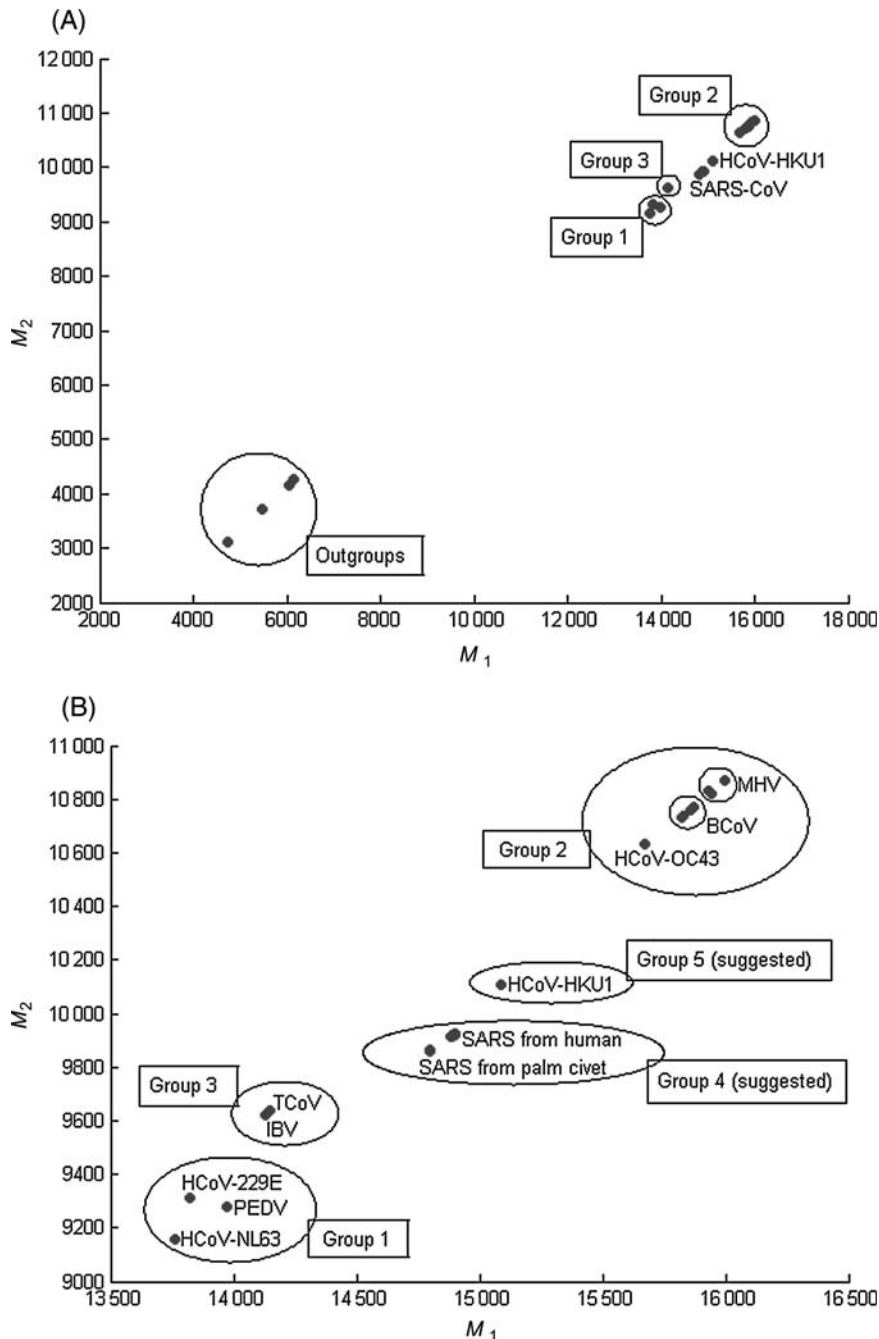 (A)
12 000
11 000
10 000
9000
8000
7000
6000
5000
4000
3000
2000
M2
Group 2
HCoV-HKU1
Group 3
SARS-CoV
Group 1
Outgroups
2000 4000 6000 8000 10 000 12 000 14 000 16 000 18 000
M1
(B)
11 000
10 800
10 600
10 400
10 200
10 000
9800
9600
9400
9200
9000
M2
MHV
BCoV
Group 2
HCoV-OC43
Group 5 (suggested)
HCoV-HKU1
SARS from human
SARS from palm civet
Group 4 (suggested)
Group 3
TCoV
IBV
HCoV-229E
PEDV
HCoV-NL63
Group 1
13 500 14 000 14 500 15 000 15 500 16 000 16 500
M1